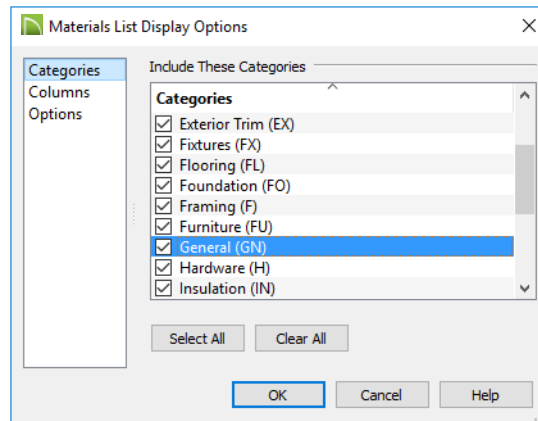 Materials List Display Options
Categories
Columns
Options
Include These Categories
Categories
Exterior Trim (EX)
Fixtures (FX)
Flooring (FL)
Foundation (FO)
Framing (F)
Furniture (FU)
General (GN)
Hardware (H)
Insulation (IN)
Select All Clear All
OK Cancel Help